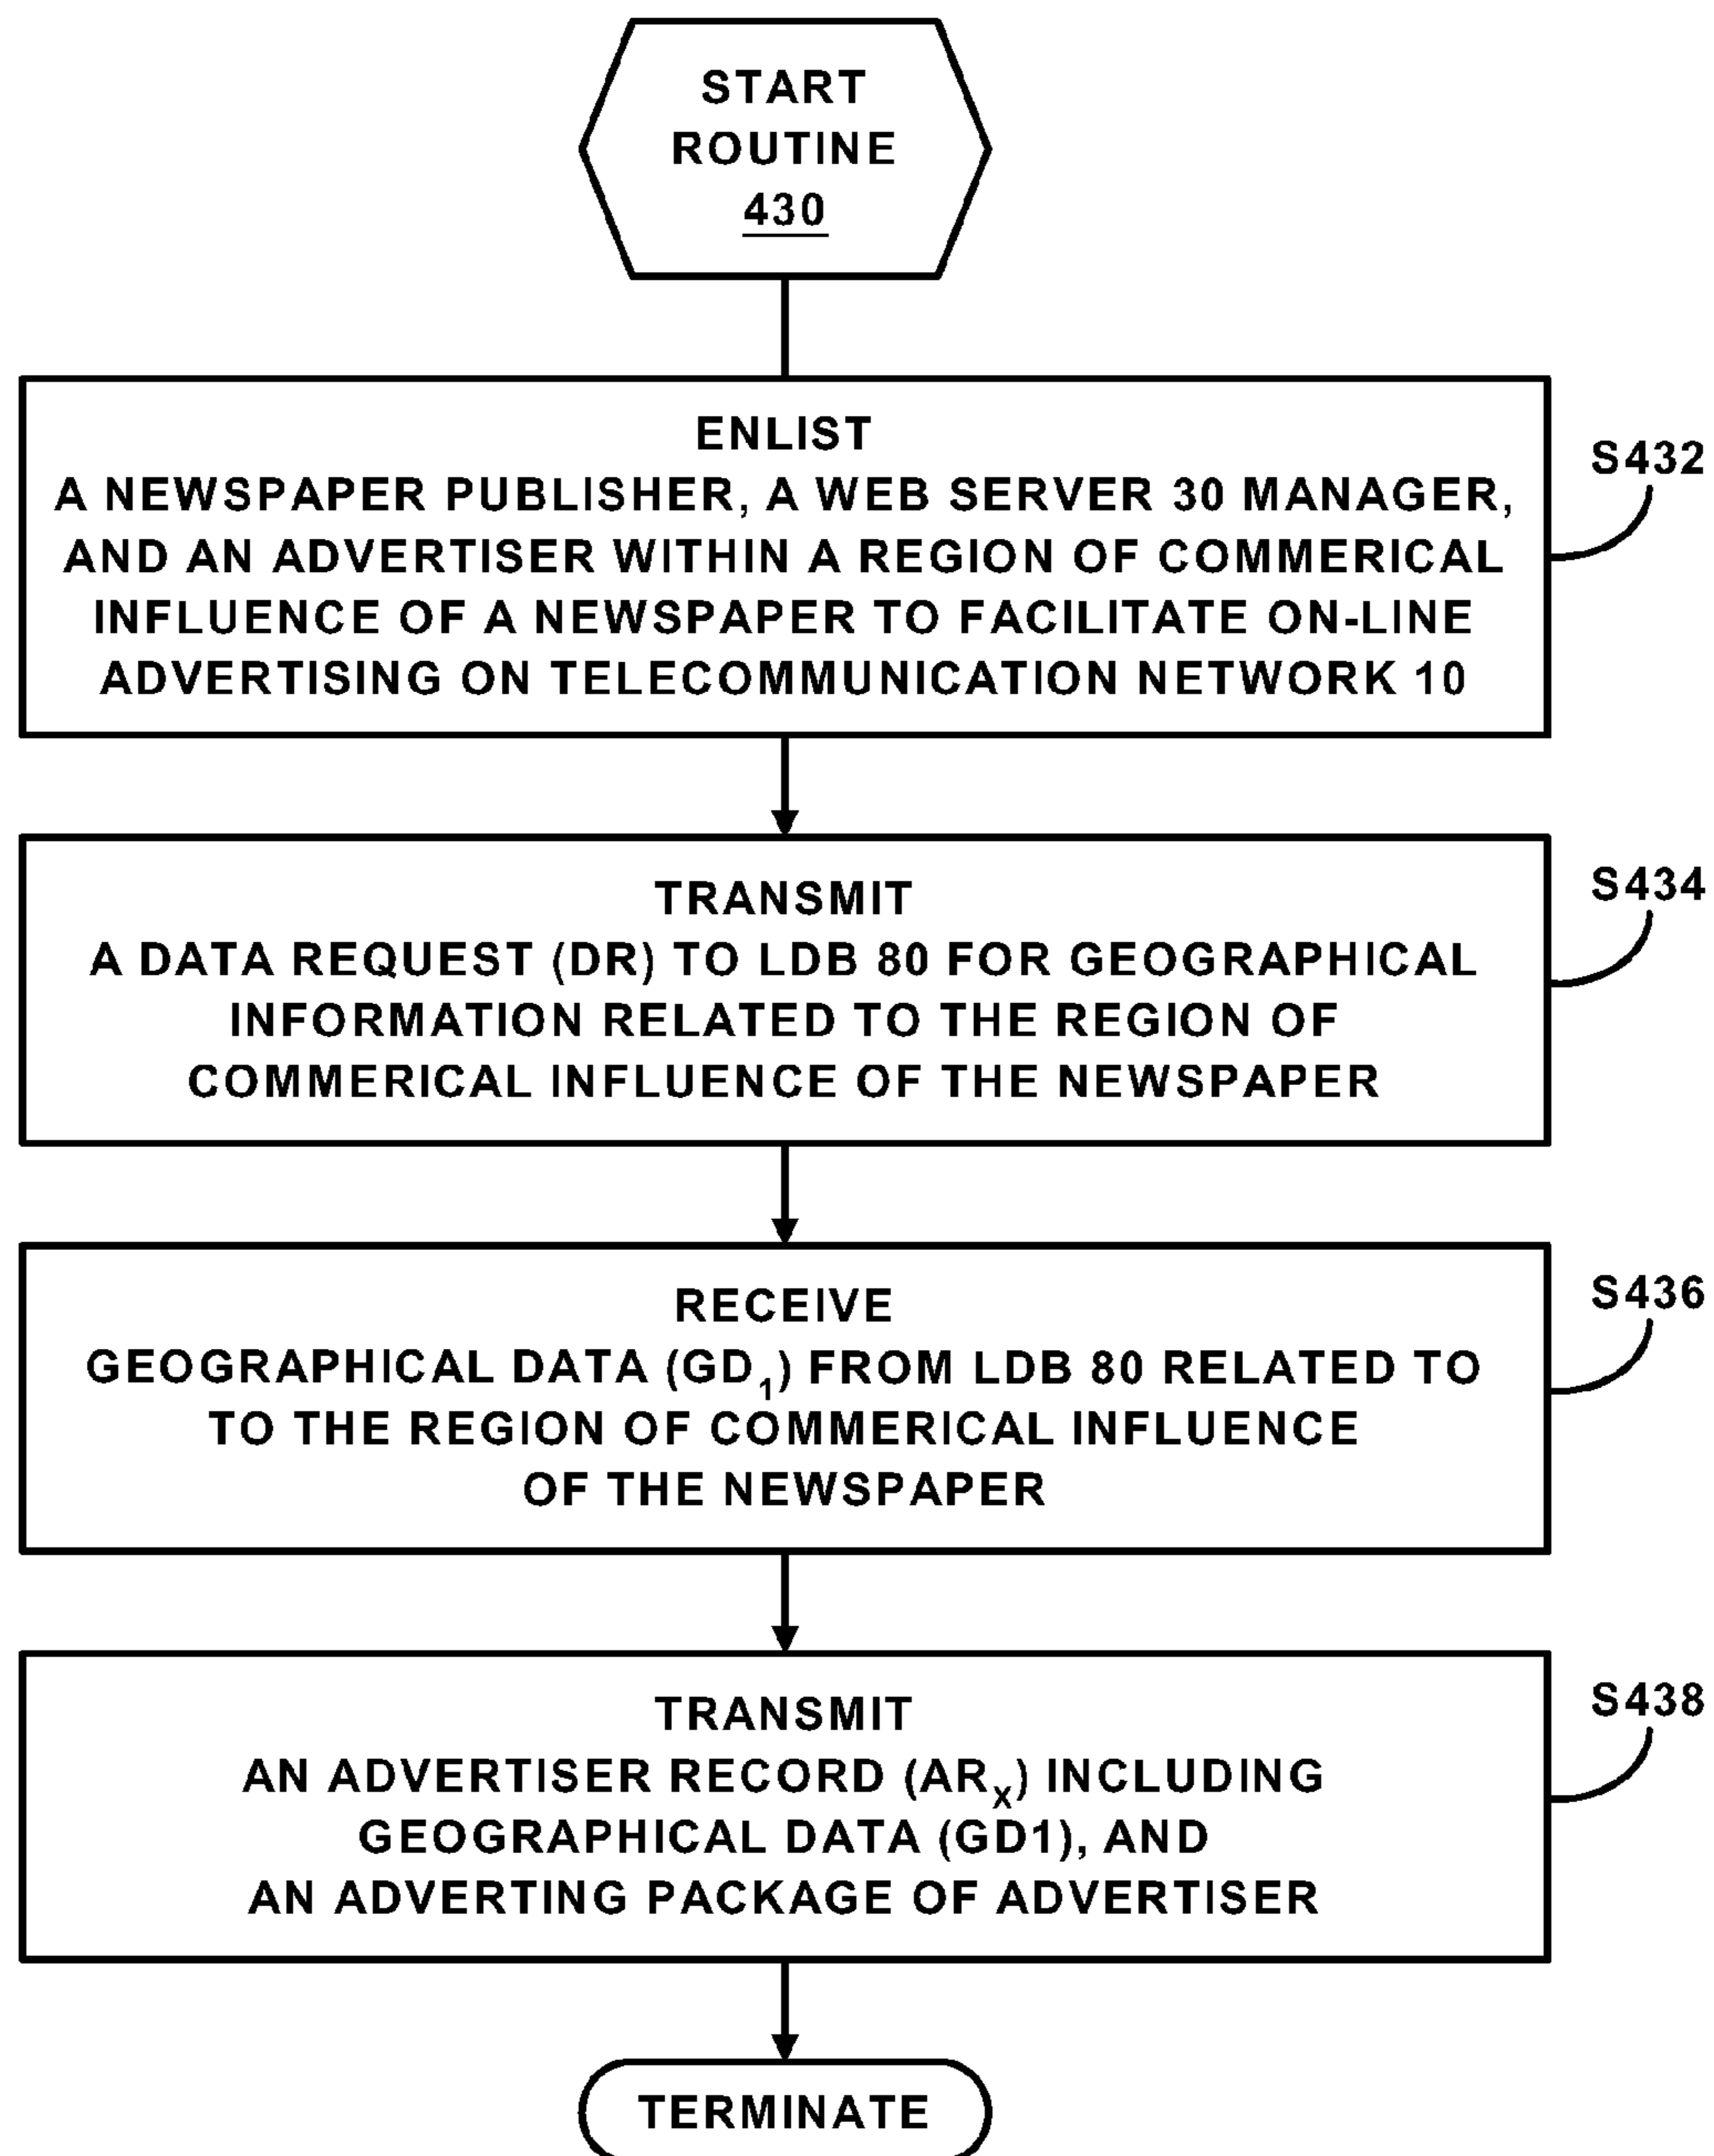 START
ROUTINE
430
ENLIST
A NEWSPAPER PUBLISHER, A WEB SERVER 30 MANAGER,
AND AN ADVERTISER WITHIN A REGION OF COMMERICAL
INFLUENCE OF A NEWSPAPER TO FACILITATE ON-LINE
ADVERTISING ON TELECOMMUNICATION NETWORK 10
S432
TRANSMIT
A DATA REQUEST (DR) TO LDB 80 FOR GEOGRAPHICAL
INFORMATION RELATED TO THE REGION OF
COMMERICAL INFLUENCE OF THE NEWSPAPER
S434
RECEIVE
GEOGRAPHICAL DATA (GD1) FROM LDB 80 RELATED TO
TO THE REGION OF COMMERICAL INFLUENCE
OF THE NEWSPAPER
S436
TRANSMIT
AN ADVERTISER RECORD (ARX) INCLUDING
GEOGRAPHICAL DATA (GD1), AND
AN ADVERTING PACKAGE OF ADVERTISER
S438
TERMINATE